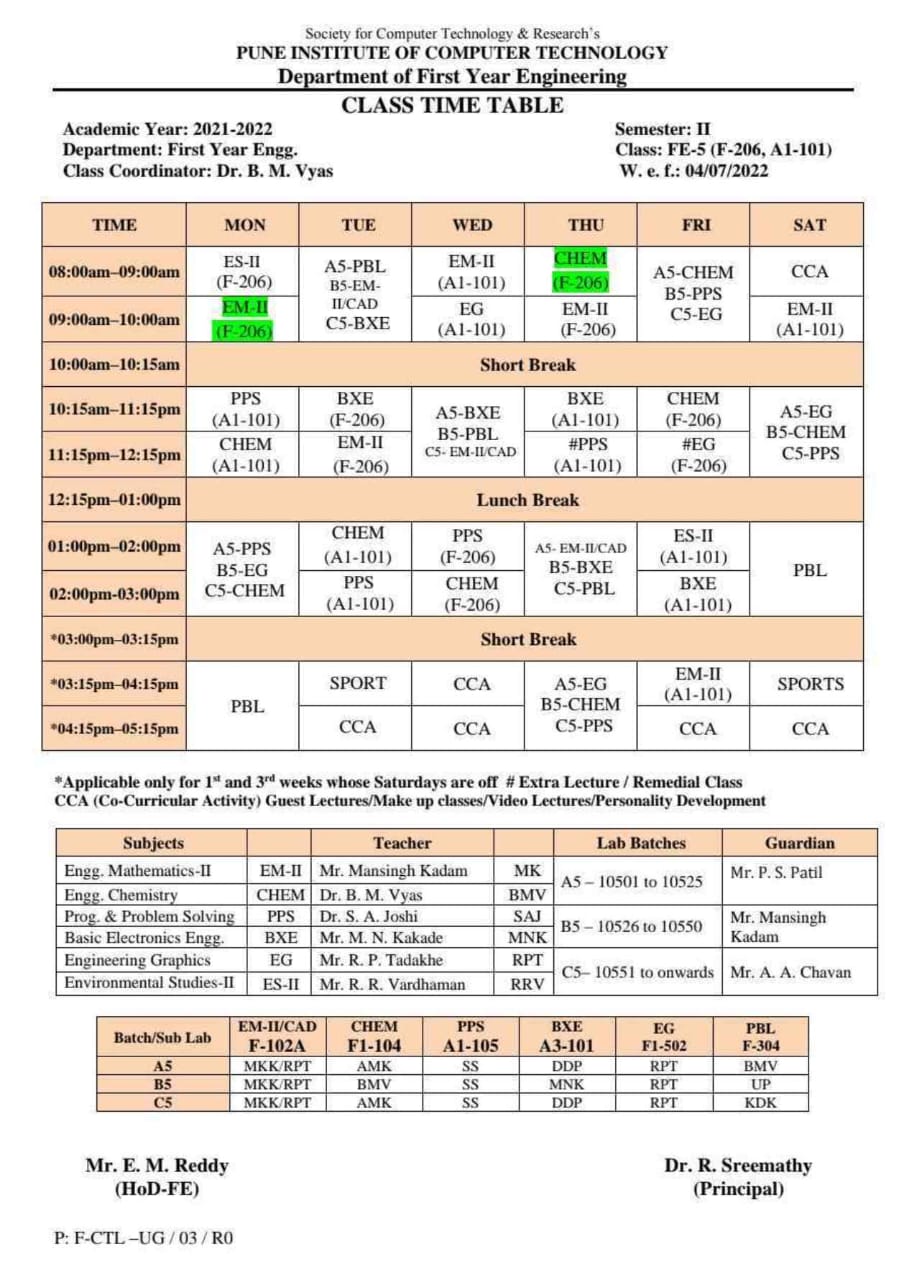 Society for Computer Technology & Research's
PUNE INSTITUTE OF COMPUTER TECHNOLOGY
Department of First Year Engineering
CLASS TIME TABLE
Academic Year: 2021-2022 Semester: II
Department: First Year Engg. Class: FE-5 (F-206, A1-101)
Class Coordinator: Dr. B. M. Vyas W. e. f.: 04/07/2022
TIME MON TUE WED THU FRI SAT
08:00am–09:00am
ES-II
(F-206)
A5-PBL
B5-EM-
II/CAD
C5-BXE
EM-II
(A1-101)
CHEM
(F-206)
A5-CHEM
B5-PPS
C5-EG
CCA
09:00am–10:00am
EM-II
(F-206)
EG
(A1-101)
EM-II
(F-206)
EM-II
(A1-101)
10:00am–10:15am Short Break
10:15am–11:15pm
PPS
(A1-101)
BXE
(F-206)
A5-BXE
B5-PBL
C5- EM-II/CAD
BXE
(A1-101)
CHEM
(F-206)
A5-EG
B5-CHEM
C5-PPS
11:15pm–12:15pm
CHEM
(A1-101)
EM-II
(F-206)
#PPS
(A1-101)
#EG
(F-206)
12:15pm–01:00pm Lunch Break
01:00pm–02:00pm
A5-PPS
B5-EG
C5-CHEM
CHEM
(A1-101)
PPS
(F-206)
A5- EM-II/CAD
B5-BXE
C5-PBL
ES-II
(A1-101)
PBL
02:00pm-03:00pm
PPS
(A1-101)
CHEM
(F-206)
BXE
(A1-101)
*03:00pm–03:15pm Short Break
*03:15pm–04:15pm
PBL
SPORT
CCA
A5-EG
B5-CHEM
C5-PPS
EM-II
(A1-101)
SPORTS
*04:15pm–05:15pm
CCA
CCA
CCA
CCA
*Applicable only for 1st and 3rd weeks whose Saturdays are off # Extra Lecture / Remedial Class
CCA (Co-Curricular Activity) Guest Lectures/Make up classes/Video Lectures/Personality Development
Subjects Teacher Lab Batches Guardian
Engg. Mathematics-II EM-II Mr. Mansingh Kadam MK
A5 – 10501 to 10525 Mr. P. S. Patil
Engg. Chemistry CHEM Dr. B. M. Vyas BMV
Prog. & Problem Solving PPS Dr. S. A. Joshi SAJ
B5 – 10526 to 10550 Mr. Mansingh
Kadam
Basic Electronics Engg. BXE Mr. M. N. Kakade MNK
Engineering Graphics EG Mr. R. P. Tadakhe RPT
C5– 10551 to onwards Mr. A. A. Chavan
Environmental Studies-II ES-II Mr. R. R. Vardhaman RRV
Batch/Sub Lab
EM-II/CAD CHEM PPS BXE EG PBL
F-102A F1-104 A1-105 A3-101 F1-502 F-304
A5 MKK/RPT AMK SS DDP RPT BMV
B5 MKK/RPT BMV SS MNK RPT UP
C5 MKK/RPT AMK SS DDP RPT KDK
Mr. E. M. Reddy Dr. R. Sreemathy
(HoD-FE) (Principal)
P: F-CTL –UG / 03 / R0